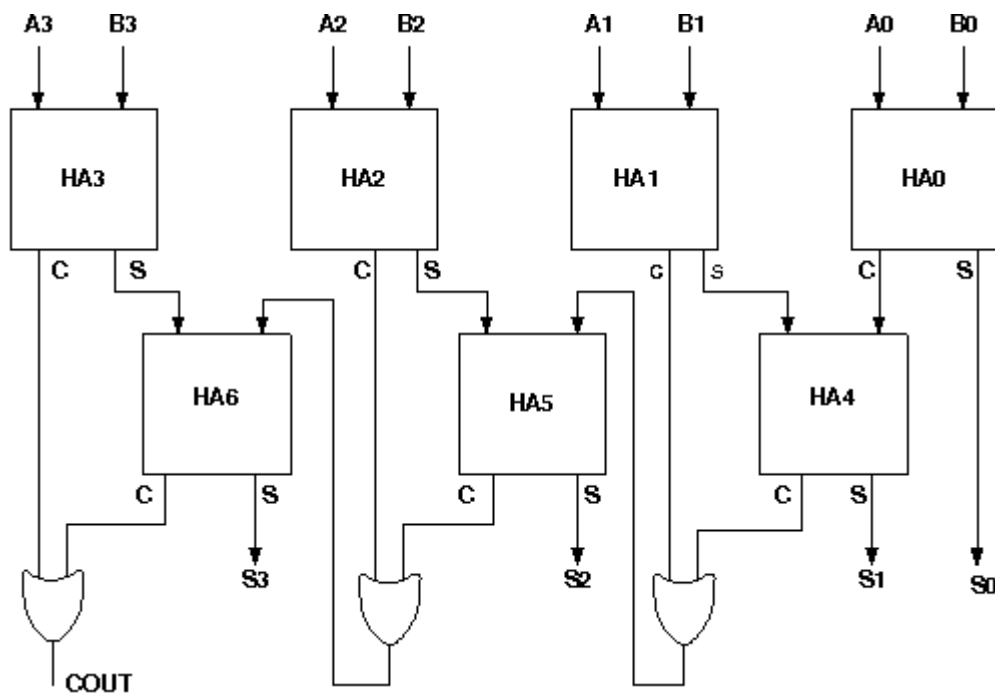 A3 B3 A2 B2 A1 B1 A0 B0
HA3 HA2 HA1 HA0
C S C S c s C S
HA6 HA5 HA4
C S C S C S
S3 S2 S1 S0
COUT